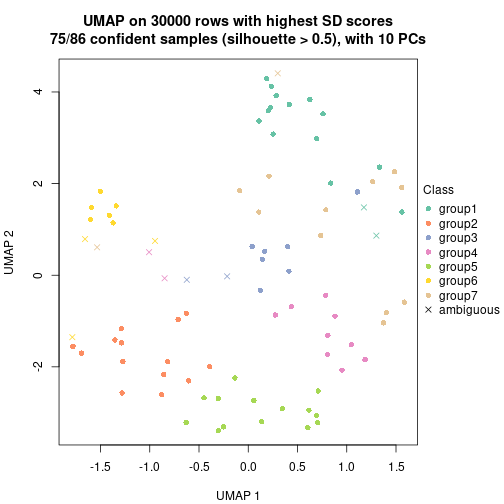 UMAP on 30000 rows with highest SD scores
75/86 confident samples (silhouette > 0.5), with 10 PCs
UMAP 2
4
2
0
-2
-1.5 -1.0 -0.5 0.0 0.5 1.0 1.5
UMAP 1
Class
group1
group2
group3
group4
group5
group6
group7
ambiguous